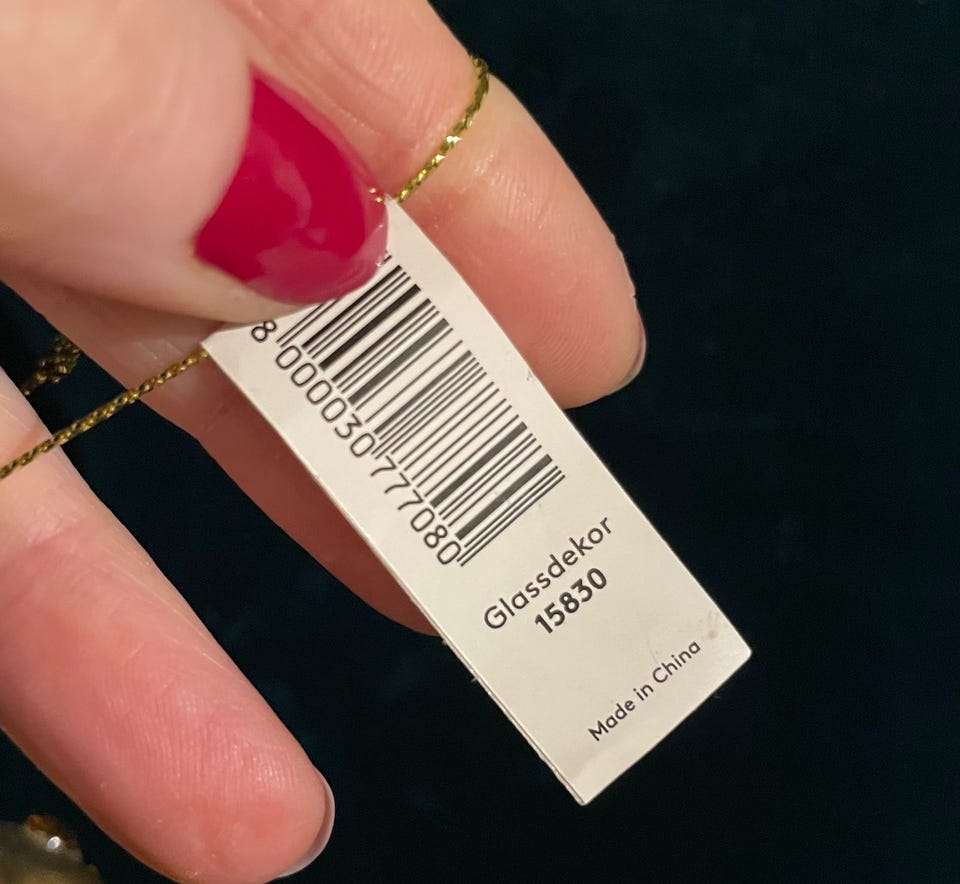 8 000030 777080
Glassdekor
15830
Made in China